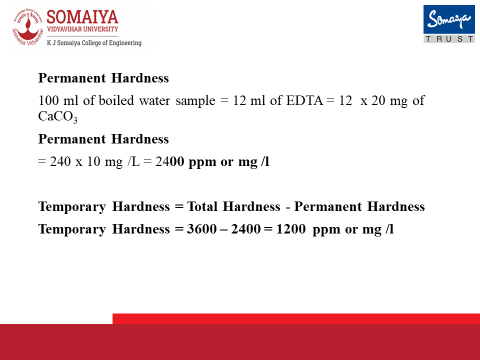 SOMAIYA
VIDYAVIHAR UNIVERSITY
K J Somaiya College of Engineering
Somaiya
TRUST
Permanent Hardness
100 ml of boiled water sample = 12 ml of EDTA = 12 x 20 mg of
CaCO₃
Permanent Hardness
= 240 x 10 mg /L = 2400 ppm or mg /l
Temporary Hardness = Total Hardness - Permanent Hardness
Temporary Hardness = 3600 – 2400 = 1200 ppm or mg /l